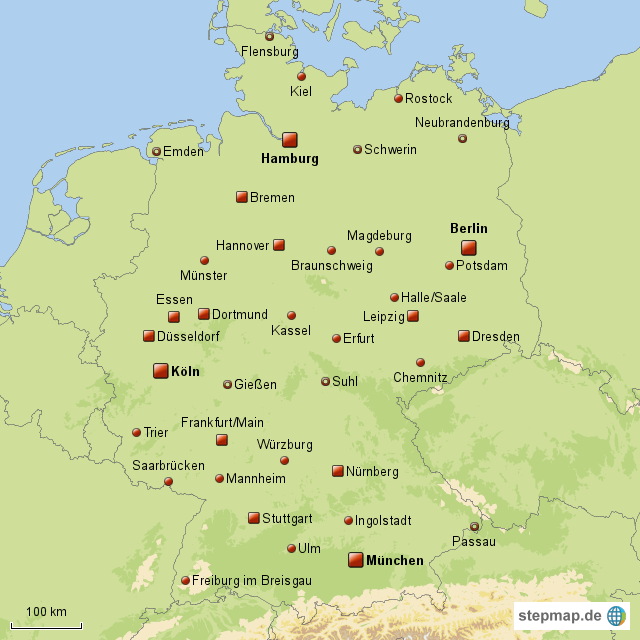 Flensburg
Kiel
Rostock
Neubrandenburg
Hamburg
Schwerin
Emden
Bremen
Berlin
Hannover
Magdeburg
Braunschweig
Potsdam
Münster
Halle/Saale
Essen
Dortmund
Leipzig
Kassel
Düsseldorf
Erfurt
Dresden
Köln
Chemnitz
Gießen
Suhl
Frankfurt/Main
Trier
Würzburg
Saarbrücken
Mannheim
Nürnberg
Stuttgart
Ingolstadt
Passau
Ulm
München
Freiburg im Breisgau
100 km
stepmap.de